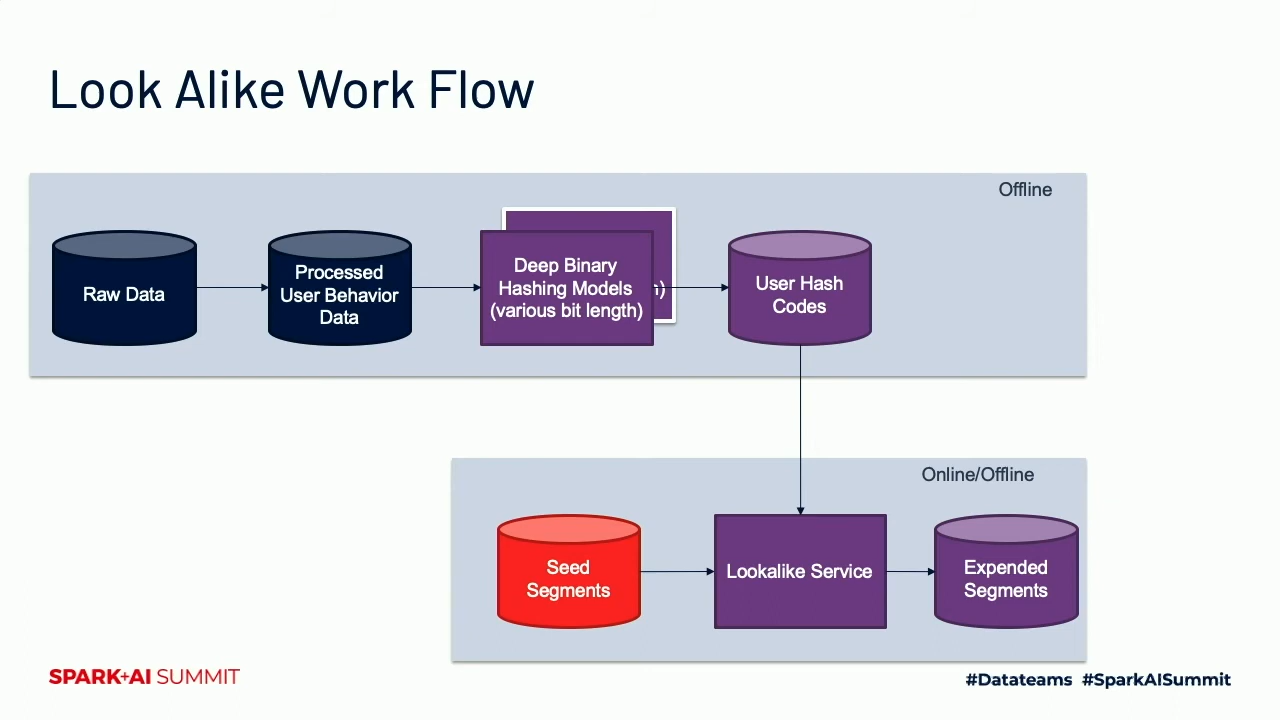 Look Alike Work Flow
Offline
Raw Data
Processed
User Behavior
Data
Deep Binary
Hashing Models
(various bit length)
h)
User Hash
Codes
Online/Offline
Seed
Segments
Lookalike Service
Expended
Segments
SPARK+AI SUMMIT
#Datateams #SparkAISummit